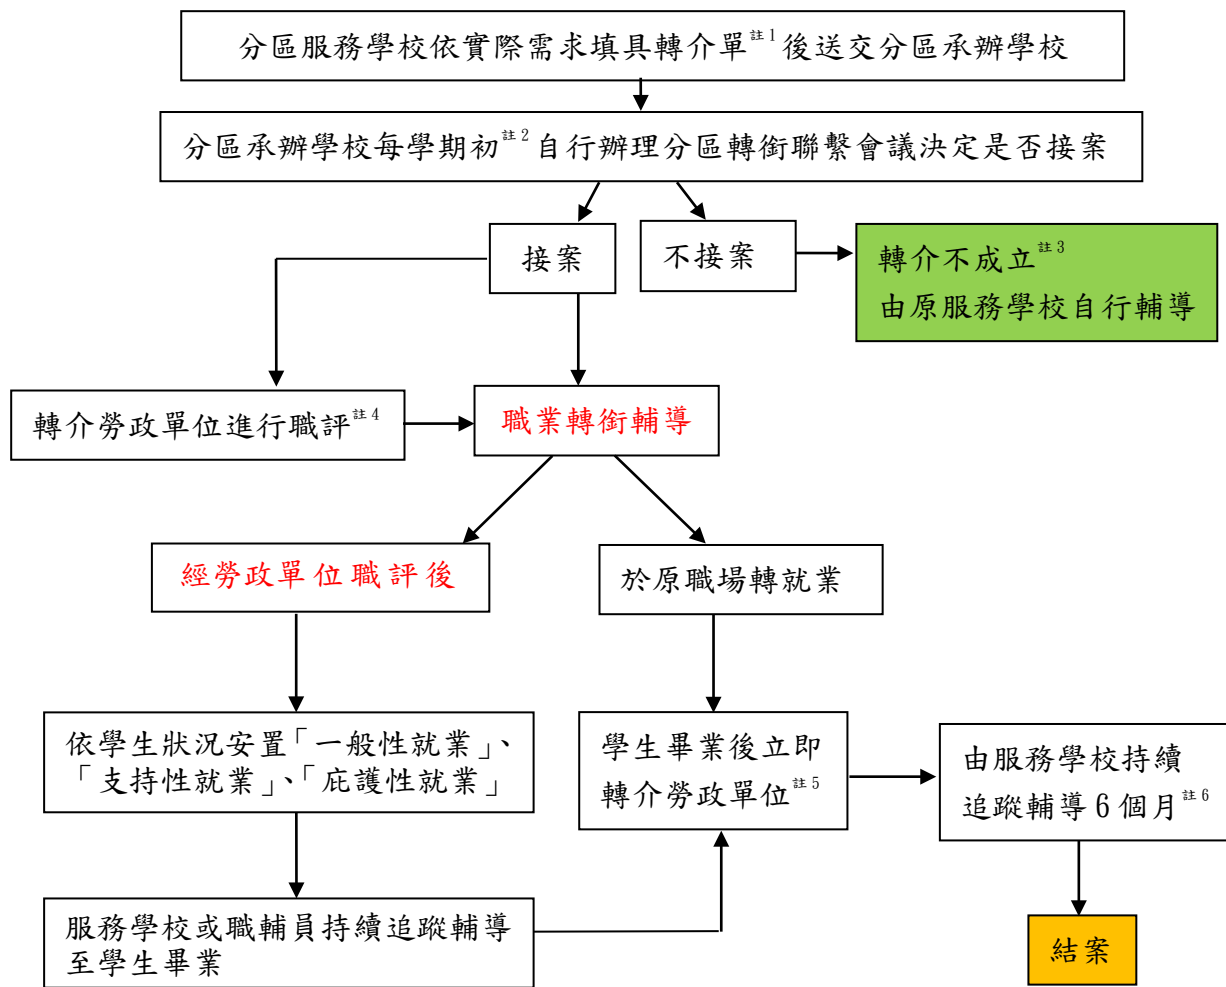 分區服務學校依實際需求填具轉介單註1後送交分區承辦學校
分區承辦學校每學期初註2自行辦理分區轉銜聯繫會議決定是否接案
接案
不接案
轉介不成立註3
由原服務學校自行輔導
轉介勞政單位進行職評註4
職業轉銜輔導
經勞政單位職評後
於原職場轉就業
依學生狀況安置「一般性就業」、
「支持性就業」、「庇護性就業」
學生畢業後立即
轉介勞政單位註5
由服務學校持續
追蹤輔導6個月註6
服務學校或職輔員持續追蹤輔導
至學生畢業
結案